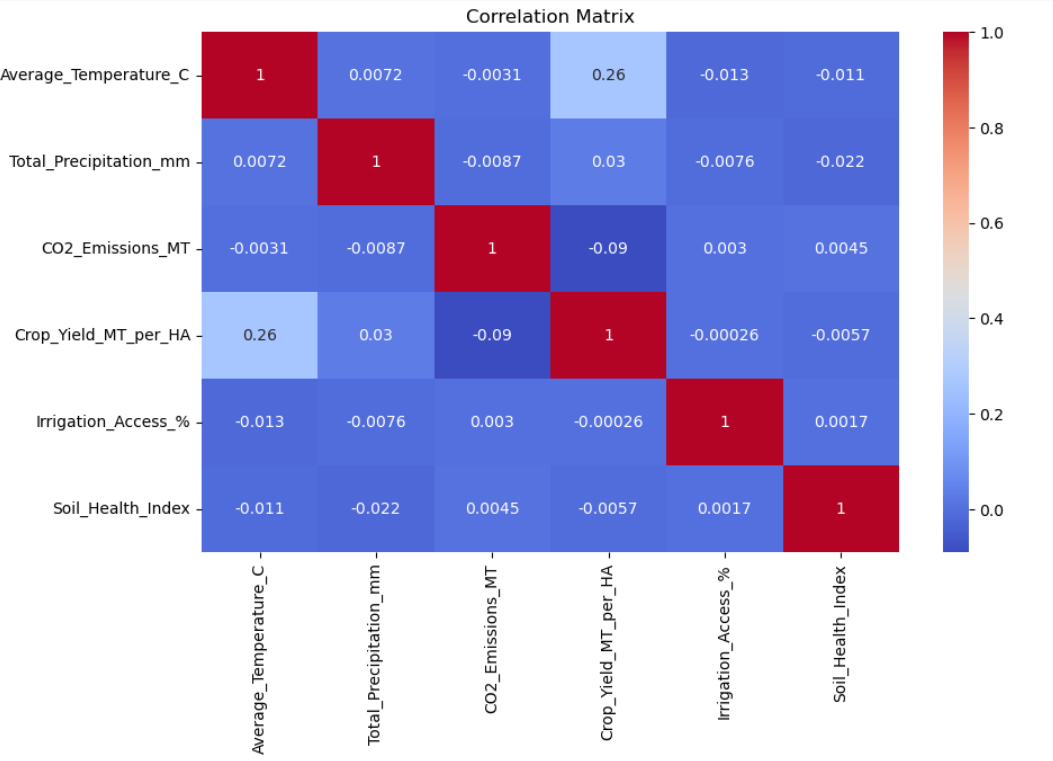 Correlation Matrix
Average_Temperature_C 1 0.0072 -0.0031 0.26 -0.013 -0.011
Total_Precipitation_mm 0.0072 1 -0.0087 0.03 -0.0076 -0.022
CO2_Emissions_MT -0.0031 -0.0087 1 -0.09 0.003 0.0045
Crop_Yield_MT_per_HA 0.26 0.03 -0.09 1 -0.00026 -0.0057
Irrigation_Access_% -0.013 -0.0076 0.003 -0.00026 1 0.0017
Soil_Health_Index -0.011 -0.022 0.0045 -0.0057 0.0017 1
Average_Temperature_C
Total_Precipitation_mm
CO2_Emissions_MT
Crop_Yield_MT_per_HA
Irrigation_Access_%
Soil_Health_Index
1.0
0.8
0.6
0.4
0.2
0.0